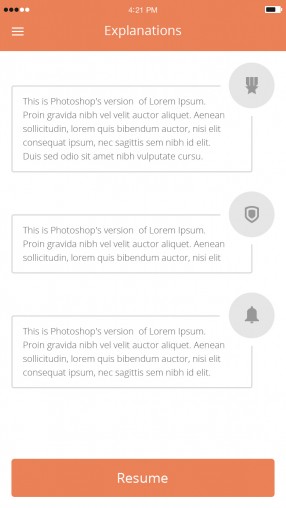 4:21 PM
Explanations
This is Photoshop's version of Lorem Ipsum.
Proin gravida nibh vel velit auctor aliquet. Aenean
sollicitudin, lorem quis bibendum auctor, nisi elit
consequat ipsum, nec sagittis sem nibh id elit.
Duis sed odio sit amet nibh vulputate cursu.
This is Photoshop's version of Lorem Ipsum.
Proin gravida nibh vel velit auctor aliquet. Aenean
sollicitudin, lorem quis bibendum auctor, nisi elit
This is Photoshop's version of Lorem Ipsum.
Proin gravida nibh vel velit auctor aliquet. Aenean
sollicitudin, lorem quis bibendum auctor, nisi elit
consequat ipsum, nec sagittis sem nibh id elit.
Resume